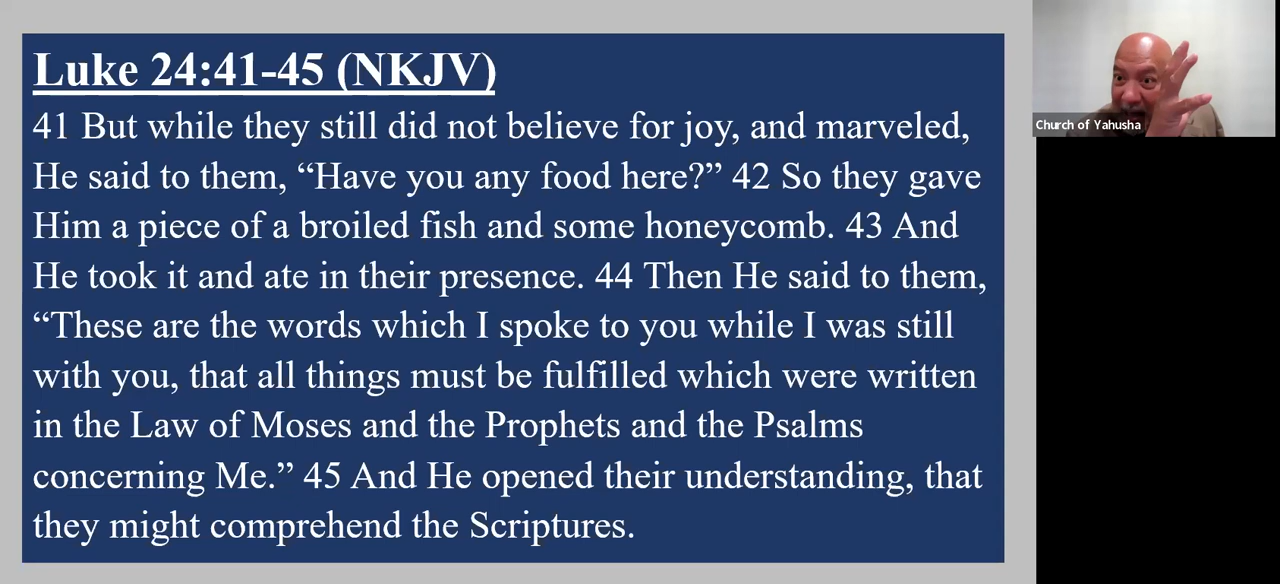 Luke 24:41-45 (NKJV)
41 But while they still did not believe for joy, and marveled,
He said to them, “Have you any food here?” 42 So they gave
Him a piece of a broiled fish and some honeycomb. 43 And
He took it and ate in their presence. 44 Then He said to them,
“These are the words which I spoke to you while I was still
with you, that all things must be fulfilled which were written
in the Law of Moses and the Prophets and the Psalms
concerning Me.” 45 And He opened their understanding, that
they might comprehend the Scriptures.
Church of Yahusha